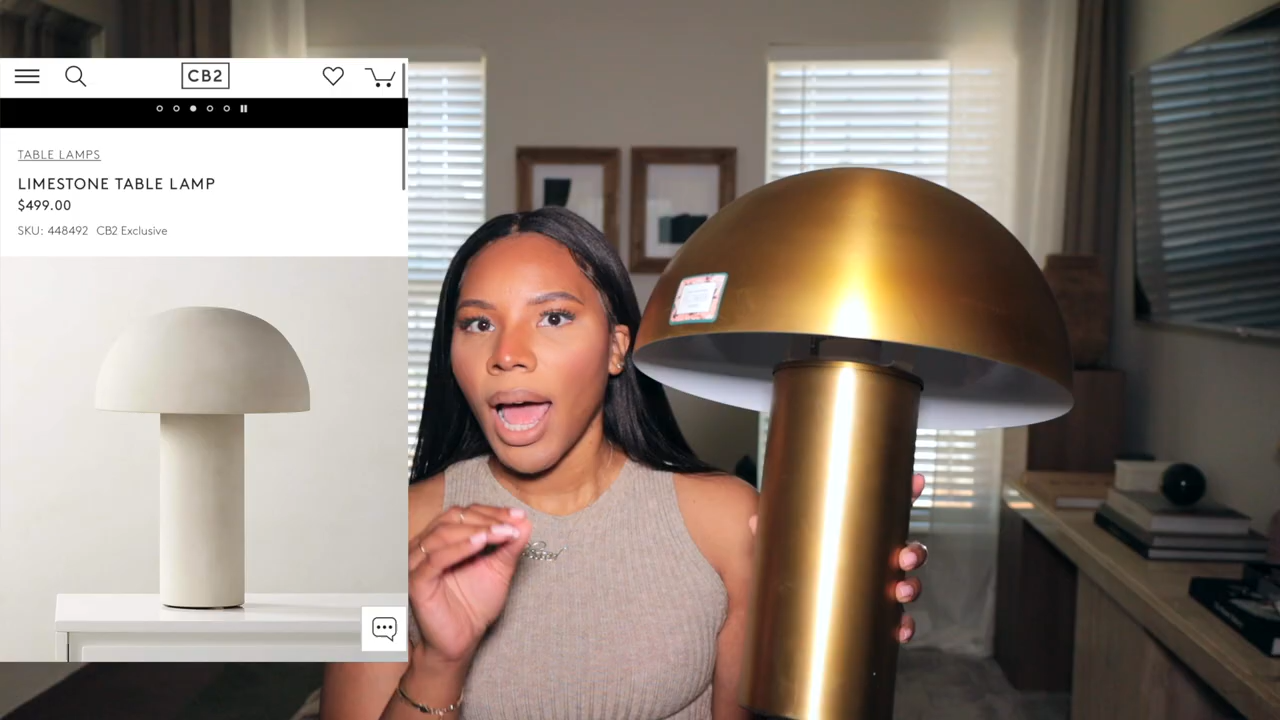 CB2
TABLE LAMPS
LIMESTONE TABLE LAMP
$499.00
SKU: 448492 CB2 Exclusive